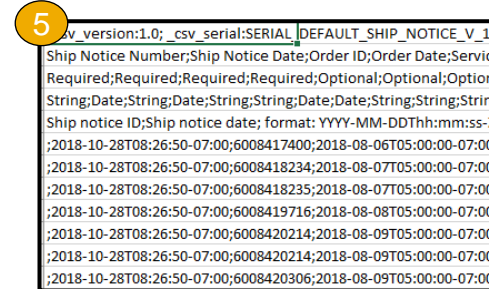 5
sv_version:1.0; _csv_serial:SERIAL DEFAULT_SHIP_NOTICE_V_1
Ship Notice Number;Ship Notice Date;Order ID;Order Date;Servic
Required;Required;Required;Required;Optional;Optional;Option
String;Date;String;Date;String;String;Date;Date;String;String;Strin
Ship notice ID;Ship notice date; format: YYYY-MM-DDThh:mm:ss-
;2018-10-28T08:26:50-07:00;6008417400;2018-08-06T05:00:00-07:00
;2018-10-28T08:26:50-07:00;6008418234;2018-08-07T05:00:00-07:00
;2018-10-28T08:26:50-07:00;6008418235;2018-08-07T05:00:00-07:00
;2018-10-28T08:26:50-07:00;6008419716;2018-08-08T05:00:00-07:00
;2018-10-28T08:26:50-07:00;6008420214;2018-08-09T05:00:00-07:00
;2018-10-28T08:26:50-07:00;6008420214;2018-08-09T05:00:00-07:00
;2018-10-28T08:26:50-07:00;6008420306;2018-08-09T05:00:00-07:00